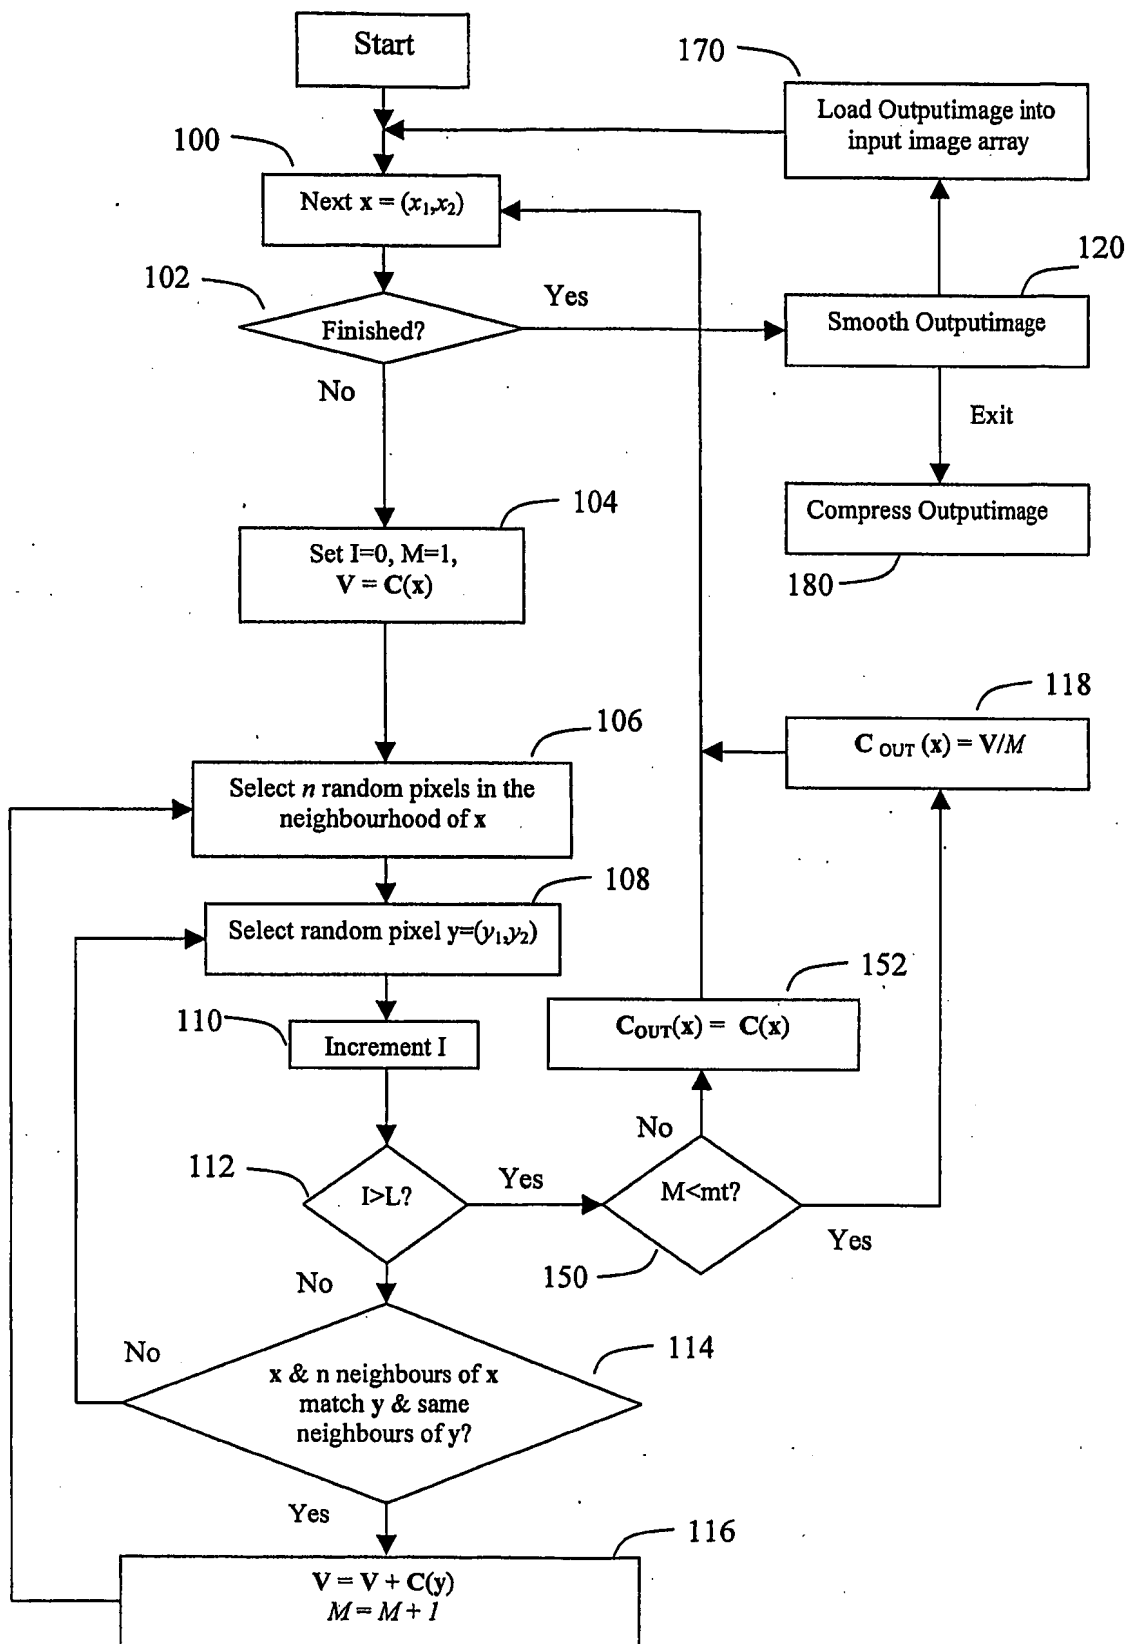 Start
170
Load Outputimage into
input image array
100
Next x = (x1,x2)
120
102
Finished?
Yes
Smooth Outputimage
No
Exit
Compress Outputimage
180
104
Set I=0, M=1,
V = C(x)
118
C OUT (x) = V/M
106
Select n random pixels in the
neighbourhood of x
108
Select random pixel y=(y1,y2)
152
COUT(x) = C(x)
110
Increment I
No
112
I>L?
Yes
M<mt?
Yes
150
No
No
114
x & n neighbours of x
match y & same
neighbours of y?
Yes
116
V = V + C(y)
M = M + 1